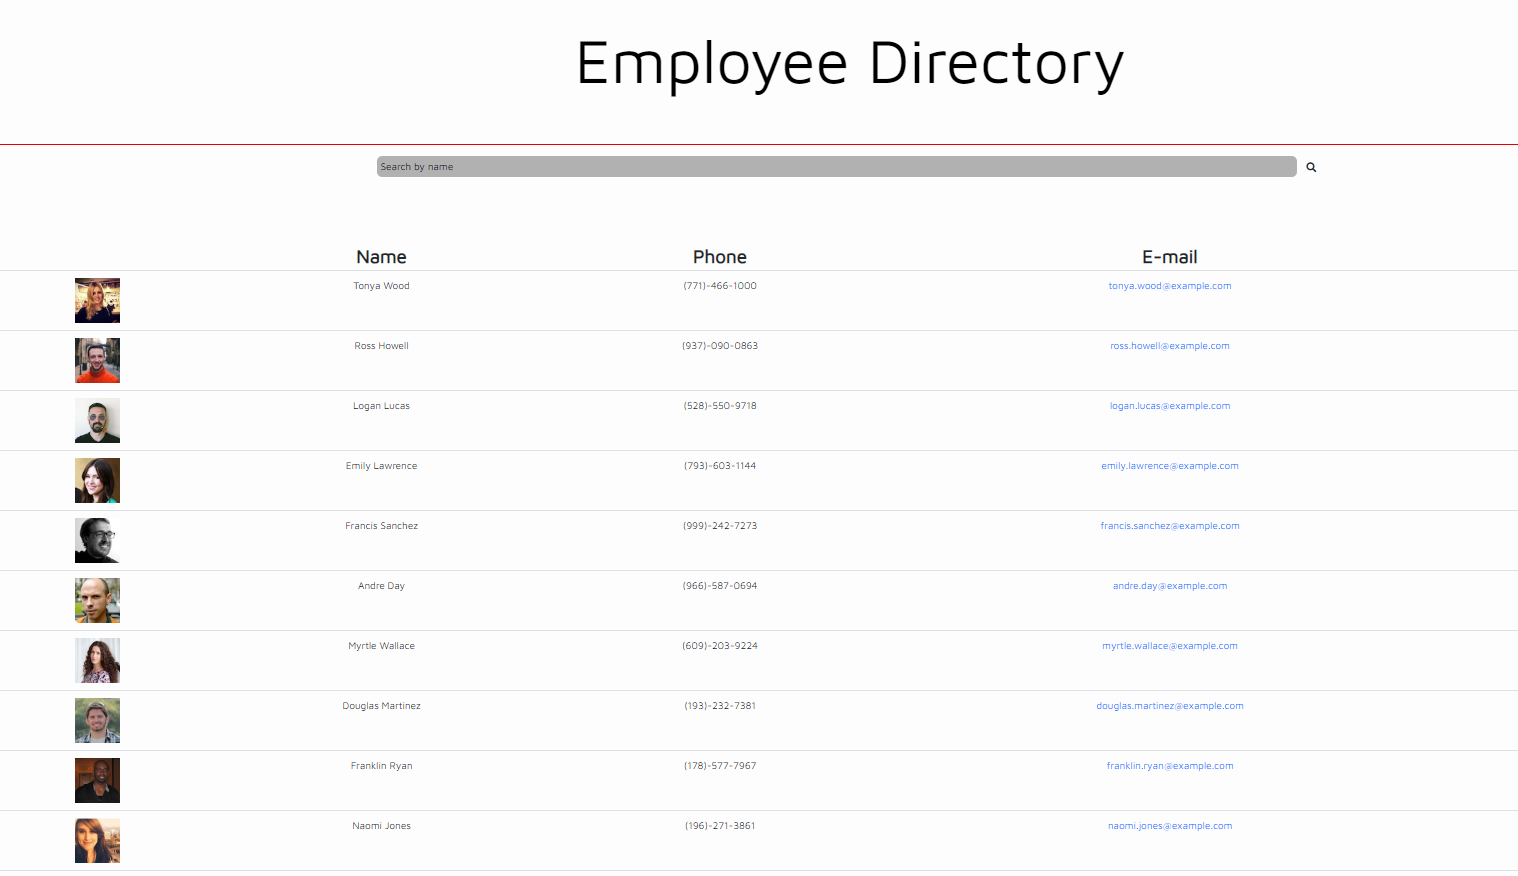 Employee Directory
Search by name
Name Phone E-mail
Tonya Wood (771)-466-1000 tonya.wood@example.com
Ross Howell (937)-090-0863 ross.howell@example.com
Logan Lucas (528)-550-9718 logan.lucas@example.com
Emily Lawrence (793)-603-1144 emily.lawrence@example.com
Francis Sanchez (999)-242-7273 francis.sanchez@example.com
Andre Day (966)-587-0694 andre.day@example.com
Myrtle Wallace (609)-203-9224 myrtle.wallace@example.com
Douglas Martinez (193)-232-7381 douglas.martinez@example.com
Franklin Ryan (178)-577-7967 franklin.ryan@example.com
Naomi Jones (196)-271-3861 naomi.jones@example.com